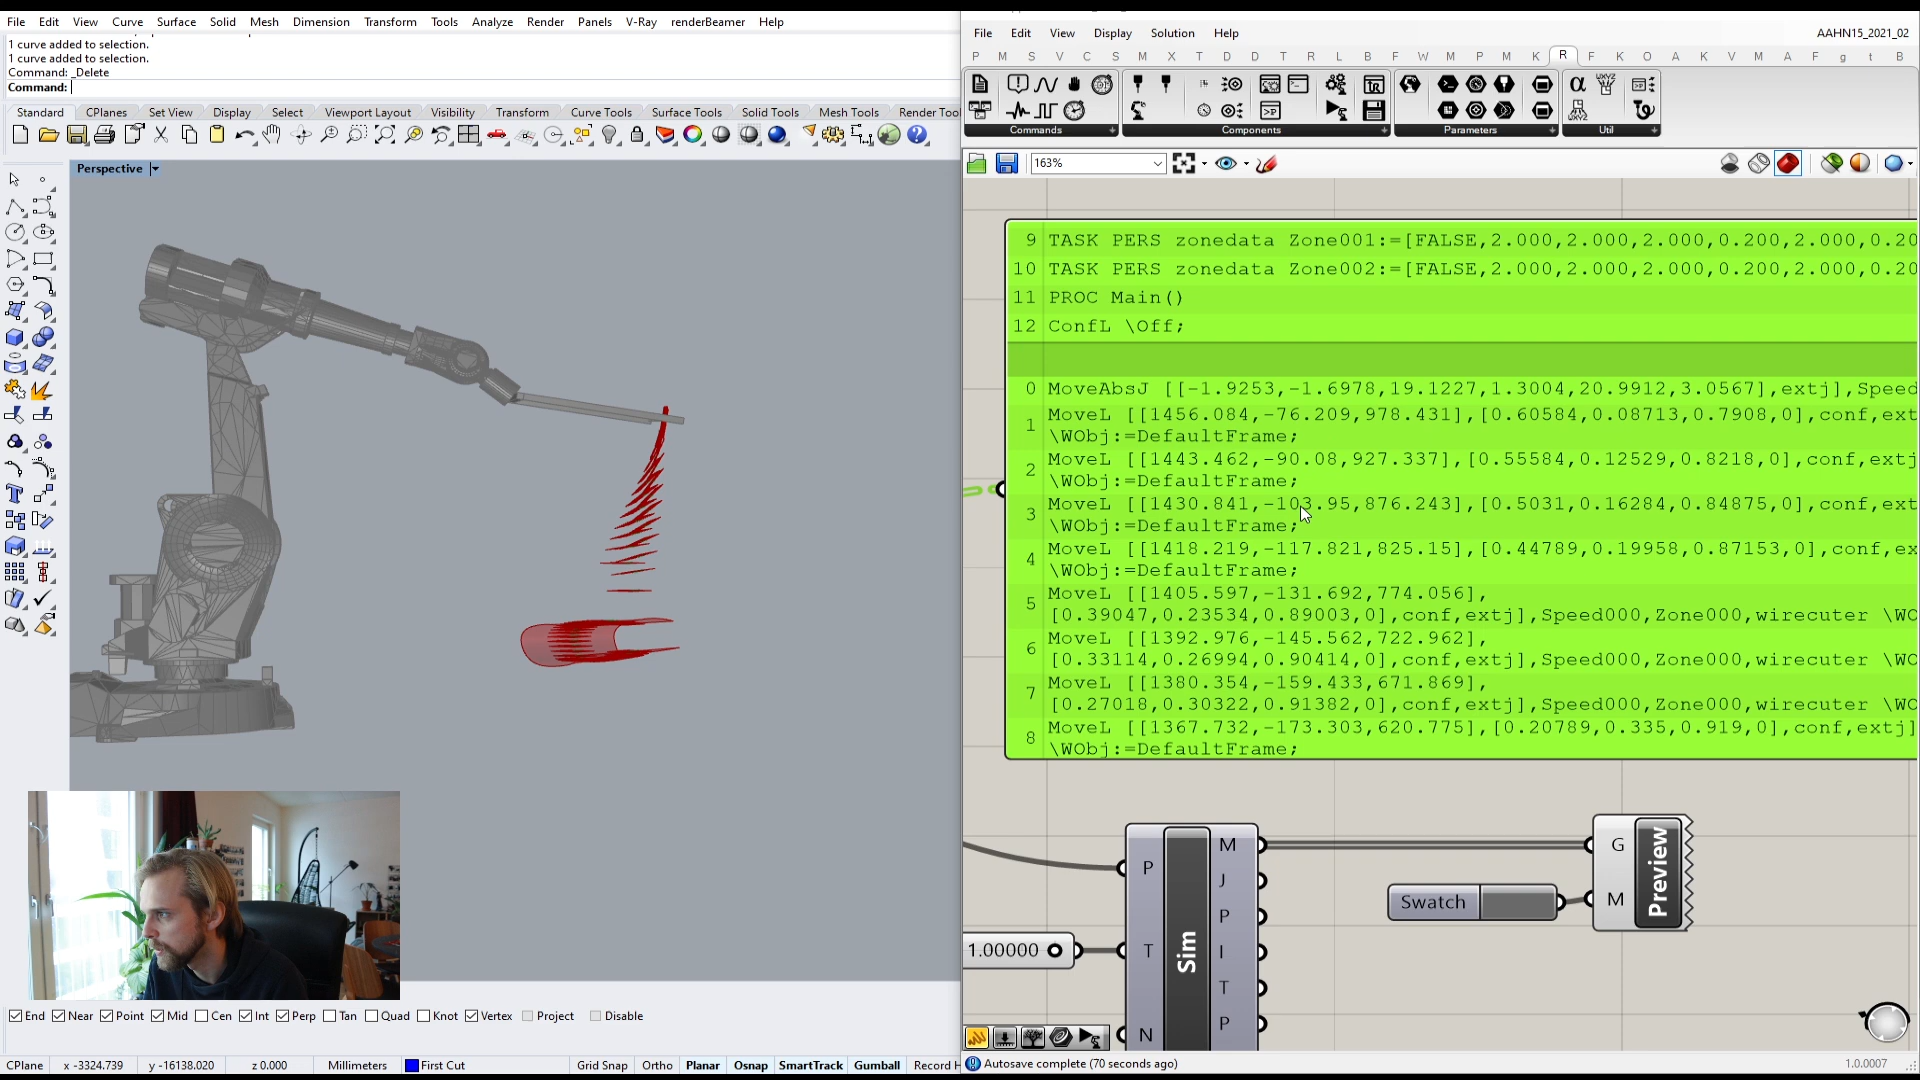 File Edit View Curve Surface Solid Mesh Dimension Transform Tools Analyze Render Panels V-Ray renderBeamer Help
1 curve added to selection.
1 curve added to selection.
Command: _Delete
Command:
Standard CPlanes Set View Display Select Viewport Layout Visibility Transform Curve Tools Surface Tools Solid Tools Mesh Tools Render Tool
Perspective
End Near Point Mid Cen Int Perp Tan Quad Knot Vertex Project Disable
CPlane x -3324.739 y -16138.020 z 0.000 Millimeters First Cut Grid Snap Ortho Planar Osnap SmartTrack Gumball Record H
File Edit View Display Solution Help AAHN15_2021_02
P M S V C S M X T D D T R L B F K A K V M S P M K R F K O A K V M A F g t B
Commands Components Parameters Util
163%
9 TASK PERS zonedata Zone001:=[FALSE,2.000,2.000,2.000,0.200,2.000,0.20
10 TASK PERS zonedata Zone002:=[FALSE,2.000,2.000,2.000,0.200,2.000,0.20
11 PROC Main()
12 ConfL \Off;
0 MoveAbsJ [[-1.9253,-1.6978,19.1227,1.3004,20.9912,3.0567],extj],Speed
1 MoveL [[1456.084,-76.209,978.431],[0.60584,0.08713,0.7908,0],conf,ext
\WObj:=DefaultFrame;
2 MoveL [[1443.462,-90.08,927.337],[0.55584,0.12529,0.8218,0],conf,extj
\WObj:=DefaultFrame;
3 MoveL [[1430.841,-103.95,876.243],[0.5031,0.16284,0.84875,0],conf,ext
\WObj:=DefaultFrame;
4 MoveL [[1418.219,-117.821,825.15],[0.44789,0.19958,0.87153,0],conf,ex
\WObj:=DefaultFrame;
5 MoveL [[1405.597,-131.692,774.056],
[0.39047,0.23534,0.89003,0],conf,extj],Speed000,Zone000,wirecuter \WO
6 MoveL [[1392.976,-145.562,722.962],
[0.33114,0.26994,0.90414,0],conf,extj],Speed000,Zone000,wirecuter \WO
7 MoveL [[1380.354,-159.433,671.869],
[0.27018,0.30322,0.91382,0],conf,extj],Speed000,Zone000,wirecuter \WO
8 MoveL [[1367.732,-173.303,620.775],[0.20789,0.335,0.919,0],conf,extj]
\WObj:=DefaultFrame;
P T N Sim M J P I T P
1.00000
Swatch
G M Preview
Autosave complete (70 seconds ago) 1.0.0007